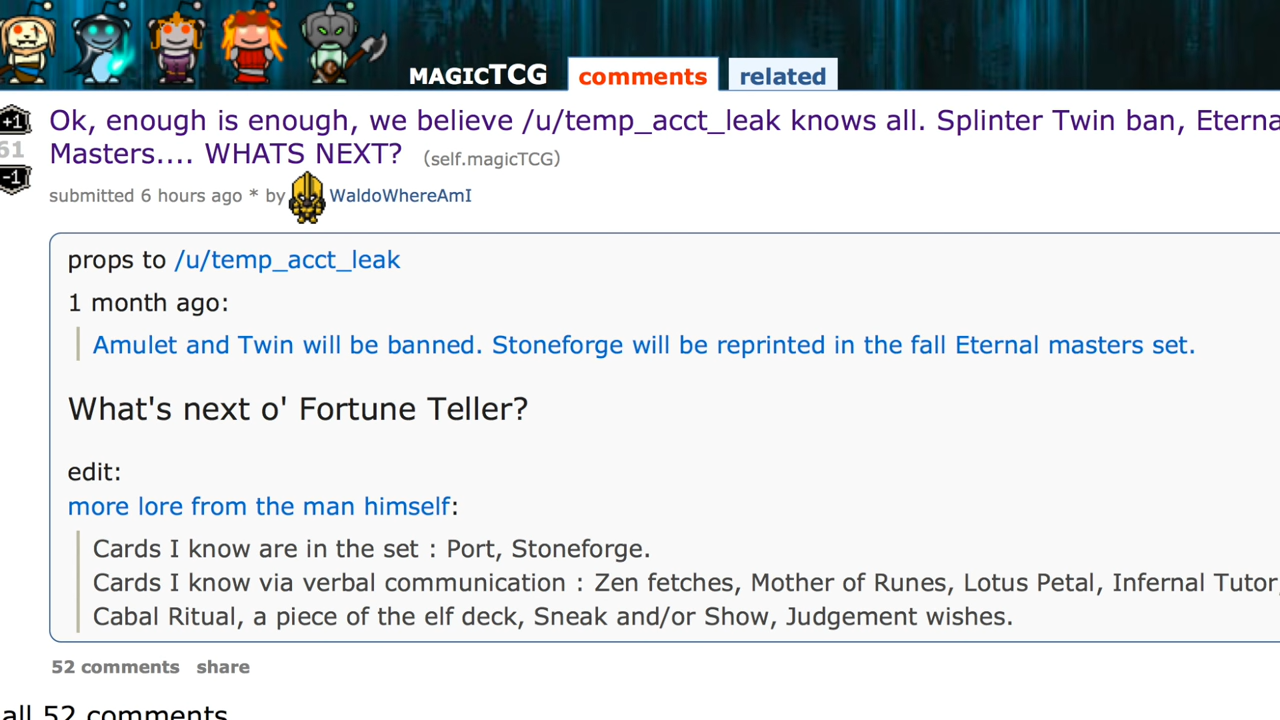 MAGICTCG comments related
+1 Ok, enough is enough, we believe /u/temp_acct_leak knows all. Splinter Twin ban, Eterna
61 Masters.... WHATS NEXT? (self.magicTCG)
-1 submitted 6 hours ago * by WaldoWhereAmI
props to /u/temp_acct_leak
1 month ago:
Amulet and Twin will be banned. Stoneforge will be reprinted in the fall Eternal masters set.
What's next o' Fortune Teller?
edit:
more lore from the man himself:
Cards I know are in the set : Port, Stoneforge.
Cards I know via verbal communication : Zen fetches, Mother of Runes, Lotus Petal, Infernal Tutor,
Cabal Ritual, a piece of the elf deck, Sneak and/or Show, Judgement wishes.
52 comments share
all 52 comments